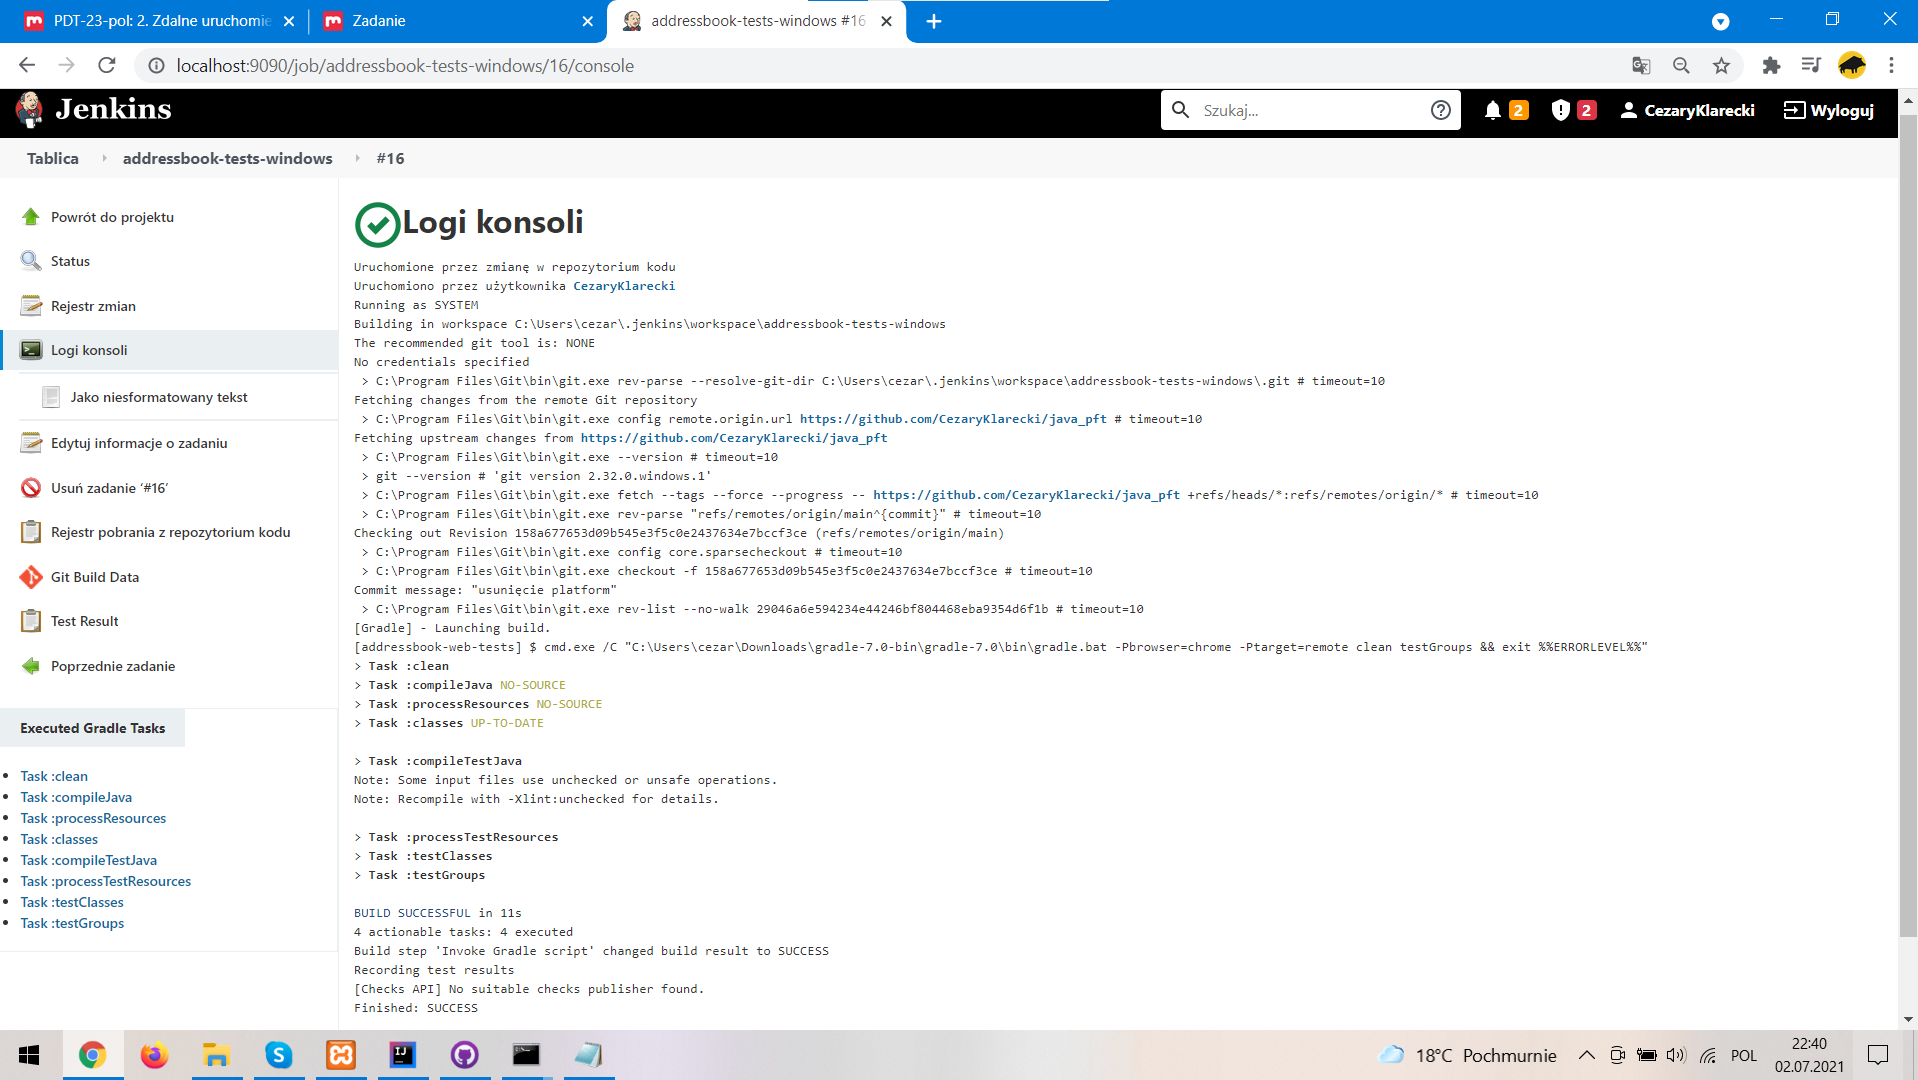 PDT-23-pol: 2. Zdalne uruchomie
Zadanie
addressbook-tests-windows #16
localhost:9090/job/addressbook-tests-windows/16/console
Jenkins
Szukaj...
2
2
CezaryKlarecki
Wyloguj
Tablica
addressbook-tests-windows
#16
Powrót do projektu
Status
Rejestr zmian
Logi konsoli
Jako niesformatowany tekst
Edytuj informacje o zadaniu
Usuń zadanie ‘#16’
Rejestr pobrania z repozytorium kodu
Git Build Data
Test Result
Poprzednie zadanie
Executed Gradle Tasks
Task :clean
Task :compileJava
Task :processResources
Task :classes
Task :compileTestJava
Task :processTestResources
Task :testClasses
Task :testGroups
Logi konsoli
Uruchomione przez zmianę w repozytorium kodu
Uruchomiono przez użytkownika CezaryKlarecki
Running as SYSTEM
Building in workspace C:\Users\cezar\.jenkins\workspace\addressbook-tests-windows
The recommended git tool is: NONE
No credentials specified
> C:\Program Files\Git\bin\git.exe rev-parse --resolve-git-dir C:\Users\cezar\.jenkins\workspace\addressbook-tests-windows\.git # timeout=10
Fetching changes from the remote Git repository
> C:\Program Files\Git\bin\git.exe config remote.origin.url https://github.com/CezaryKlarecki/java_pft # timeout=10
Fetching upstream changes from https://github.com/CezaryKlarecki/java_pft
> C:\Program Files\Git\bin\git.exe --version # timeout=10
> git --version # 'git version 2.32.0.windows.1'
> C:\Program Files\Git\bin\git.exe fetch --tags --force --progress -- https://github.com/CezaryKlarecki/java_pft +refs/heads/*:refs/remotes/origin/* # timeout=10
> C:\Program Files\Git\bin\git.exe rev-parse "refs/remotes/origin/main^{commit}" # timeout=10
Checking out Revision 158a677653d09b545e3f5c0e2437634e7bccf3ce (refs/remotes/origin/main)
> C:\Program Files\Git\bin\git.exe config core.sparsecheckout # timeout=10
> C:\Program Files\Git\bin\git.exe checkout -f 158a677653d09b545e3f5c0e2437634e7bccf3ce # timeout=10
Commit message: "usunięcie platform"
> C:\Program Files\Git\bin\git.exe rev-list --no-walk 29046a6e594234e44246bf804468eba9354d6f1b # timeout=10
[Gradle] - Launching build.
[addressbook-web-tests] $ cmd.exe /C "C:\Users\cezar\Downloads\gradle-7.0-bin\gradle-7.0\bin\gradle.bat -Pbrowser=chrome -Ptarget=remote clean testGroups && exit %%ERRORLEVEL%%"
> Task :clean
> Task :compileJava NO-SOURCE
> Task :processResources NO-SOURCE
> Task :classes UP-TO-DATE
> Task :compileTestJava
Note: Some input files use unchecked or unsafe operations.
Note: Recompile with -Xlint:unchecked for details.
> Task :processTestResources
> Task :testClasses
> Task :testGroups
BUILD SUCCESSFUL in 11s
4 actionable tasks: 4 executed
Build step 'Invoke Gradle script' changed build result to SUCCESS
Recording test results
[Checks API] No suitable checks publisher found.
Finished: SUCCESS
18°C Pochmurnie
POL
22:40
02.07.2021